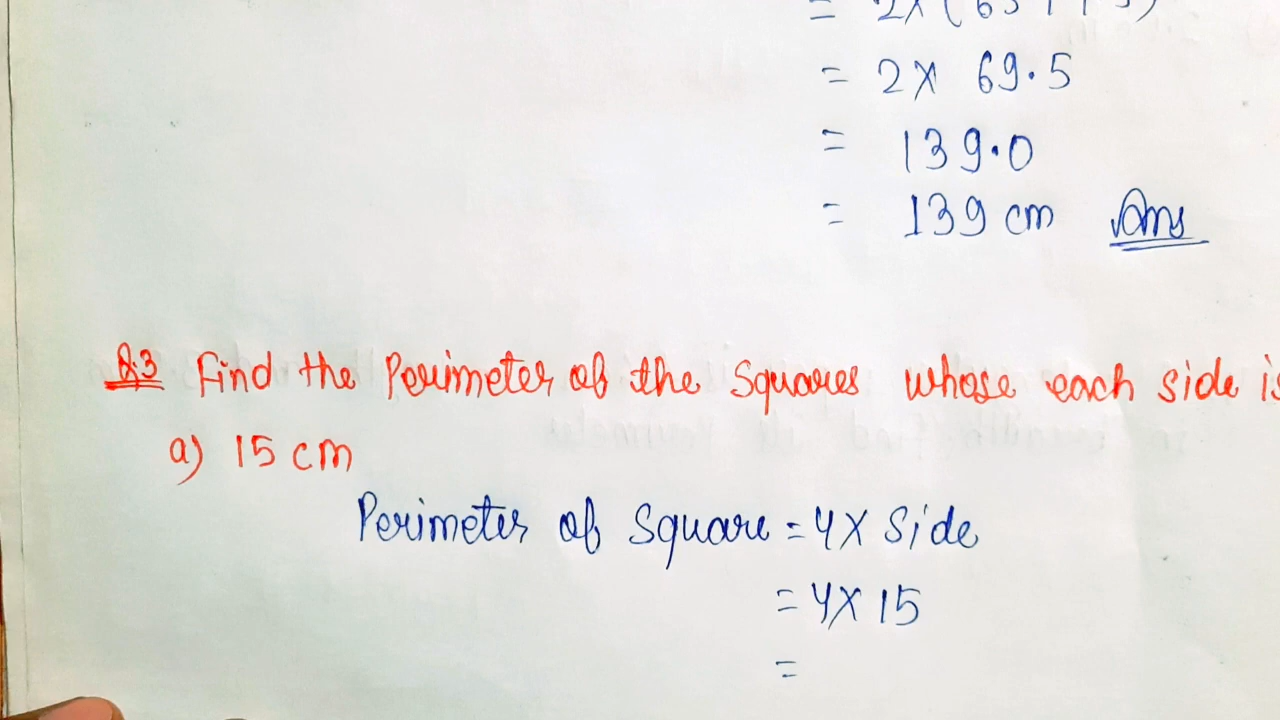 = 2 X 69.5
= 139.0
= 139 cm Ans
Q.3 Find the Perimeter of the Squares whose each side is
a) 15 cm
Perimeter of Square = 4 X Side
= 4 X 15
=